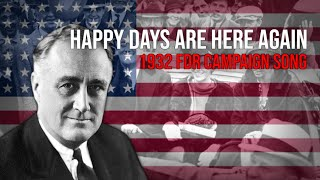 HAPPY DAYS ARE HERE AGAIN
1932 FDR CAMPAIGN SONG